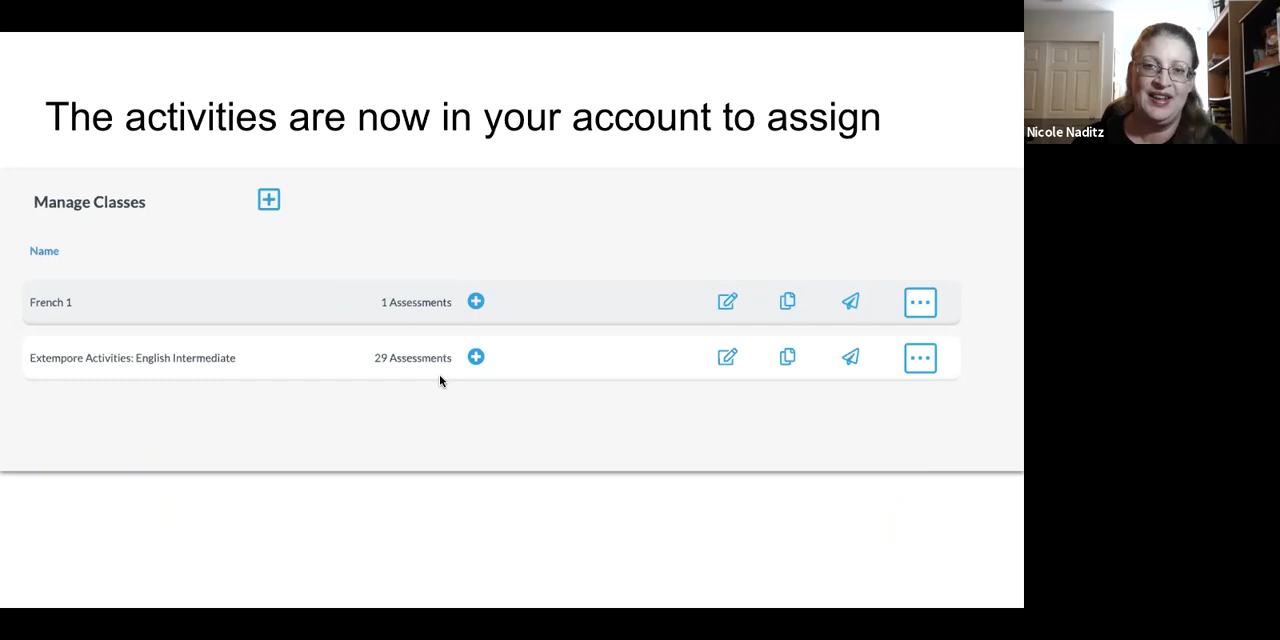 The activities are now in your account to assign
Nicole Naditz
Manage Classes
Name
French 1 1 Assessments
Extempore Activities: English Intermediate 29 Assessments